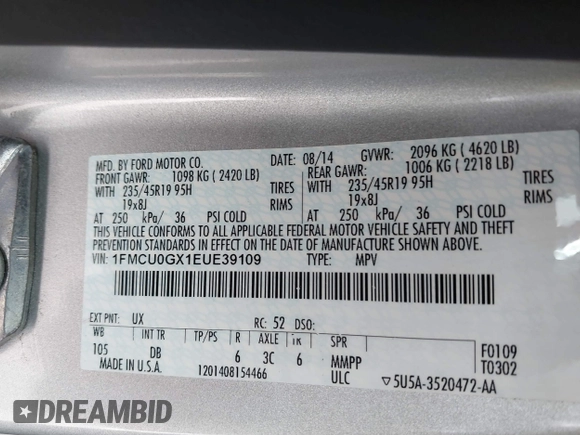 MFD. BY FORD MOTOR CO.
DATE: 08/14 GVWR: 2096 KG ( 4620 LB)
FRONT GAWR: 1098 KG ( 2420 LB) REAR GAWR: 1006 KG ( 2218 LB)
WITH 235/45R19 95H TIRES WITH 235/45R19 95H TIRES
19x8J RIMS 19x8J RIMS
AT 250 kPa/ 36 PSI COLD AT 250 kPa/ 36 PSI COLD
THIS VEHICLE CONFORMS TO ALL APPLICABLE FEDERAL MOTOR VEHICLE SAFETY AND THEFT
PREVENTION STANDARDS IN EFFECT ON THE DATE OF MANUFACTURE SHOWN ABOVE.
VIN: 1FMCU0GX1EUE39109 TYPE: MPV
EXT PNT: UX RC: 52 DSO:
WB INT TR TP/PS R AXLE TR SPR F0109
105 DB 6 3C 6 MMPP T0302
MADE IN U.S.A. 1201408154466 ULC 5U5A-3520472-AA
DREAMBID